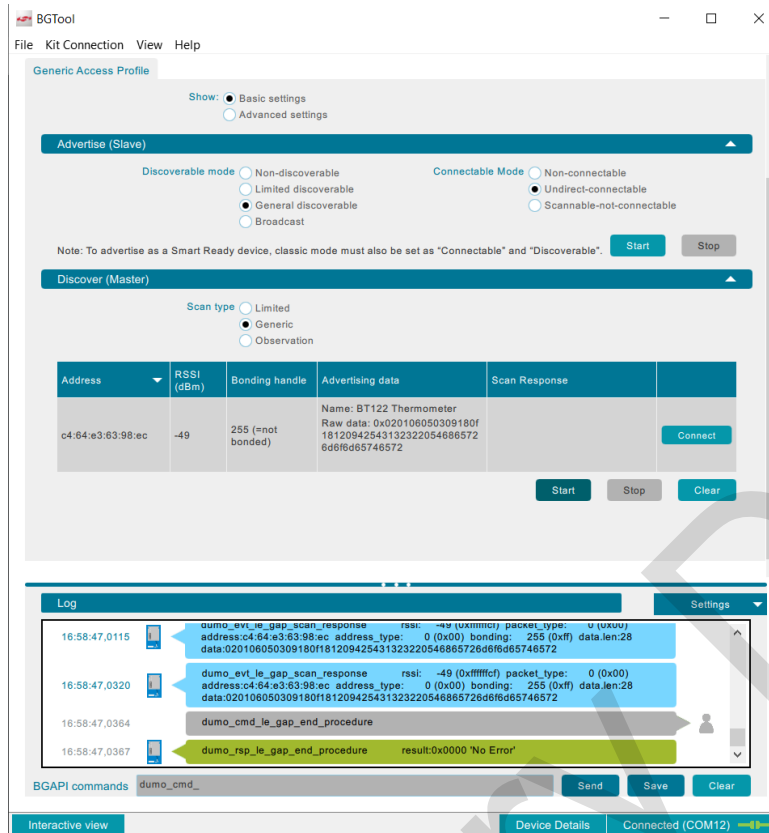 BGTool
File Kit Connection View Help
Generic Access Profile
Show: Basic settings
Advanced settings
Advertise (Slave)
Discoverable mode Non-discoverable Connectable Mode Non-connectable
Limited discoverable Undirect-connectable
General discoverable Scannable-not-connectable
Broadcast
Note: To advertise as a Smart Ready device, classic mode must also be set as “Connectable” and “Discoverable”. Start Stop
Discover (Master)
Scan type Limited
Generic
Observation
Address RSSI (dBm) Bonding handle Advertising data Scan Response
Name: BT122 Thermometer
c4:64:e3:63:98:ec -49 255 (=not bonded) Raw data: 0x020106050309180f
18120942543132322054686572
6d6f6d65746572
Connect
Start Stop Clear
Log Settings
dumo_evt_le_gap_scan_response rssi: -49 (0xffffffcf) packet_type: 0 (0x00)
16:58:47,0115 address:c4:64:e3:63:98:ec address_type: 0 (0x00) bonding: 255 (0xff) data.len:28
data:020106050309180f181209425431323220546865726d6f6d65746572
dumo_evt_le_gap_scan_response rssi: -49 (0xffffffcf) packet_type: 0 (0x00)
16:58:47,0320 address:c4:64:e3:63:98:ec address_type: 0 (0x00) bonding: 255 (0xff) data.len:28
data:020106050309180f181209425431323220546865726d6f6d65746572
16:58:47,0364 dumo_cmd_le_gap_end_procedure
16:58:47,0367 dumo_rsp_le_gap_end_procedure result:0x0000 'No Error'
BGAPI commands dumo_cmd_ Send Save Clear
Interactive view Device Details Connected (COM12)